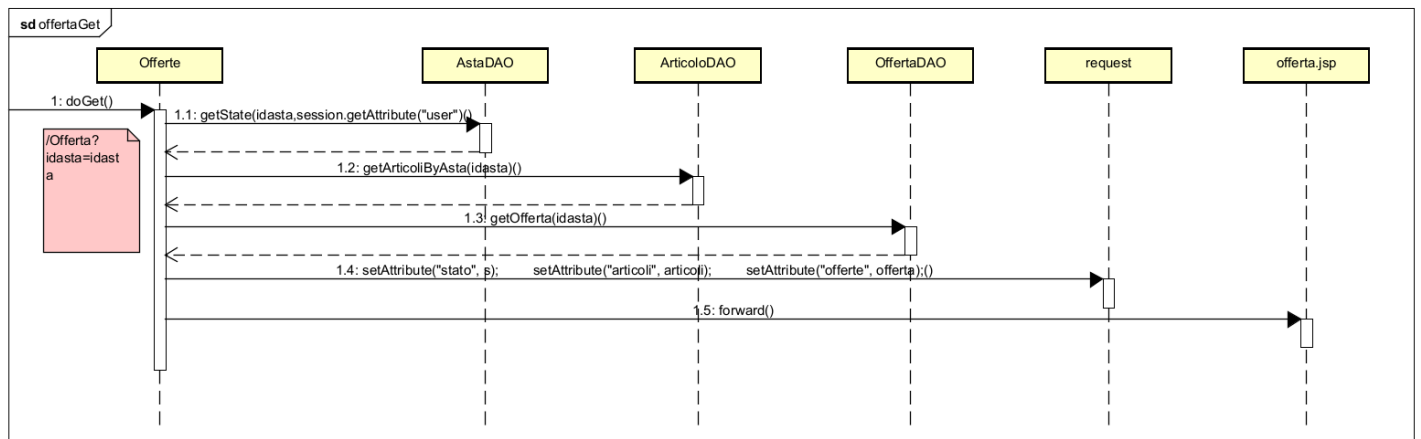 sd offertaGet
Offerte
AstaDAO
ArticoloDAO
OffertaDAO
request
offerta.jsp
1: doGet()
1.1: getState(idasta,session.getAttribute("user")()
/Offerta?
idasta=idast
a
1.2: getArticoliByAsta(idasta)()
1.3: getOfferta(idasta)()
1.4: setAttribute("stato", s); setAttribute("articoli", articoli); setAttribute("offerte", offerta);()
1.5: forward()